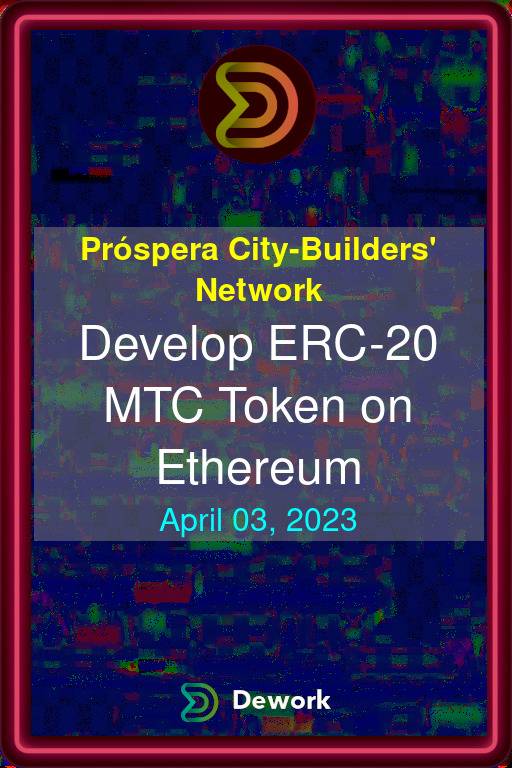 Próspera City-Builders'
Network
Develop ERC-20
MTC Token on
Ethereum
April 03, 2023
Dework